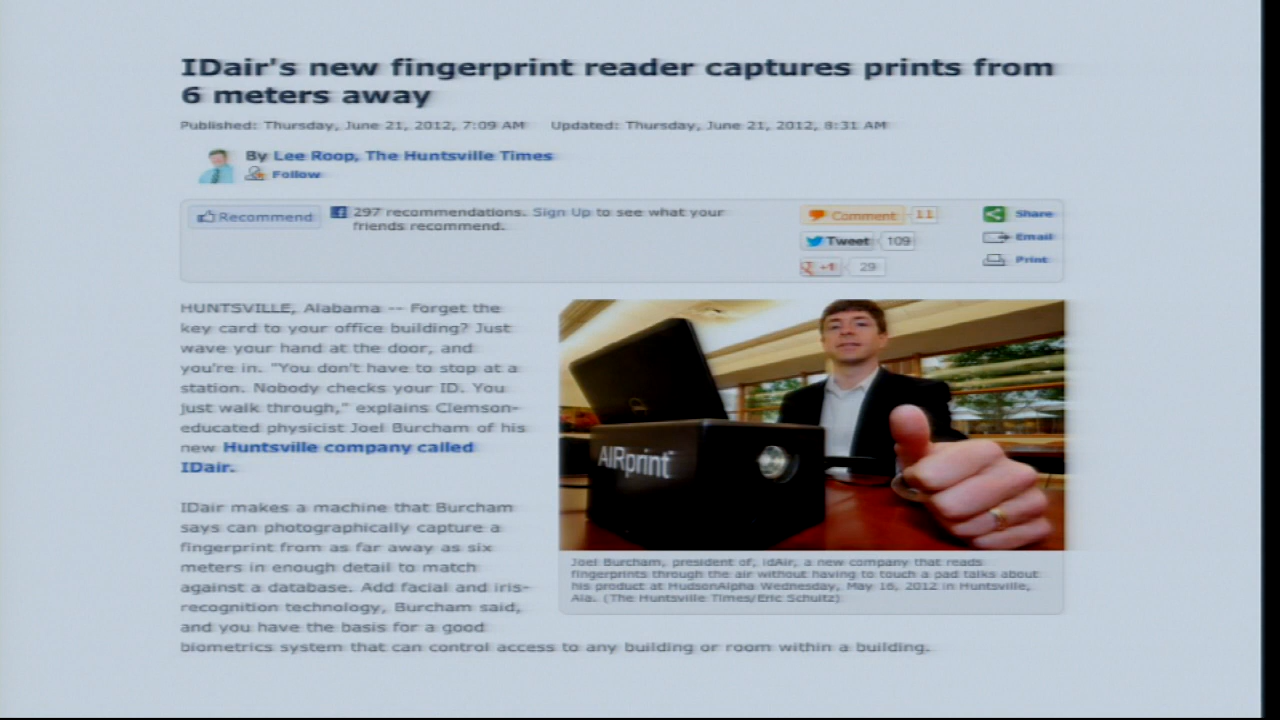 IDair's new fingerprint reader captures prints from
6 meters away
Published: Thursday, June 21, 2012, 7:09 AM Updated: Thursday, June 21, 2012, 8:31 AM
By Lee Roop, The Huntsville Times
Follow
Recommend
297 recommendations. Sign Up to see what your
friends recommend.
Comment 11
Tweet 109
+1 29
Share
Email
Print
HUNTSVILLE, Alabama -- Forget the
key card to your office building? Just
wave your hand at the door, and
you're in. "You don't have to stop at a
station. Nobody checks your ID. You
just walk through," explains Clemson-
educated physicist Joel Burcham of his
new Huntsville company called
IDair.
IDair makes a machine that Burcham
says can photographically capture a
fingerprint from as far away as six
meters in enough detail to match
against a database. Add facial and iris-
recognition technology, Burcham said,
and you have the basis for a good
biometrics system that can control access to any building or room within a building.
AIRprint
Joel Burcham, president of, idAir, a new company that reads
fingerprints through the air without having to touch a pad talks about
his product at HudsonAlpha Wednesday, May 16, 2012 in Huntsville,
Ala. (The Huntsville Times/Eric Schultz)